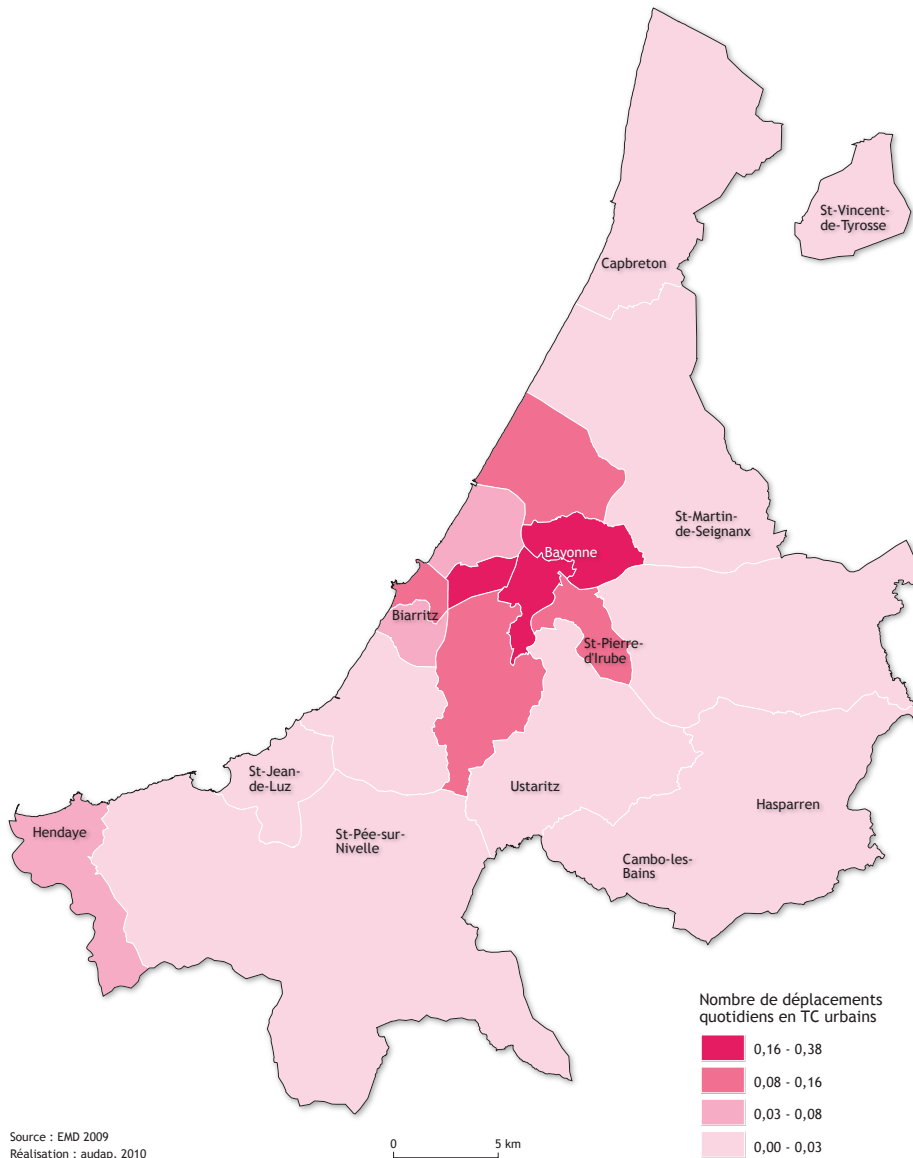 St-Vincent-
de-Tyrosse
Capbreton
St-Martin-
de-Seignanx
Bayonne
Biarritz
St-Pierre-
d'Irube
St-Jean-
de-Luz
Ustaritz
Hasparren
Hendaye
St-Pée-sur-
Nivelle
Cambo-les-
Bains
Nombre de déplacements
quotidiens en TC urbains
0,16 - 0,38
0,08 - 0,16
0,03 - 0,08
0,00 - 0,03
Source : EMD 2009
Réalisation : audap, 2010
0 5 km